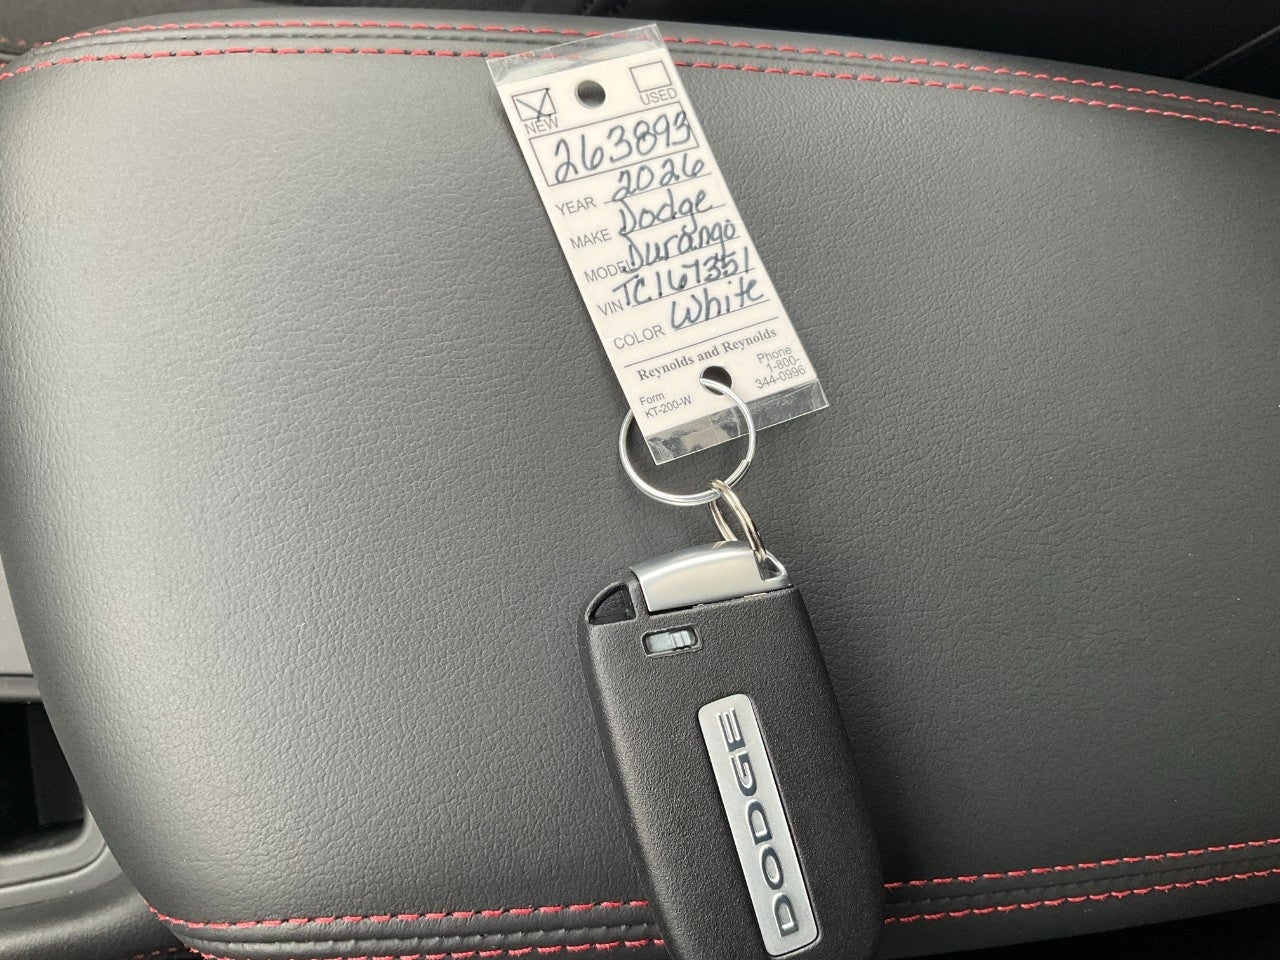 NEW
USED
263893
YEAR 2026
MAKE Dodge
MODEL Durango
VIN TC167351
COLOR White
Reynolds and Reynolds
Form
KT-200-W
Phone
1-800-
344-0996
DODGE